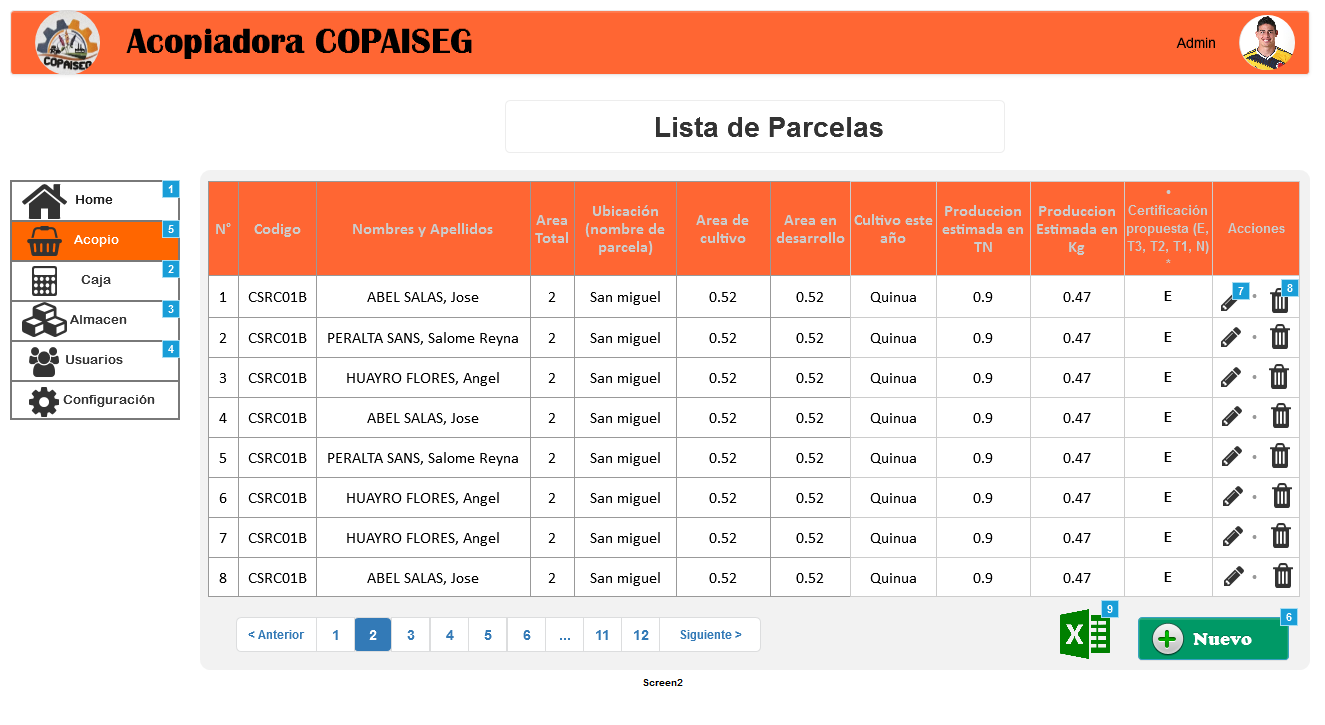 COPAISEG
Acopiadora COPAISEG
Admin
Lista de Parcelas
Home 1
Acopio 5
Caja 2
Almacen 3
Usuarios 4
Configuración
N° Codigo Nombres y Apellidos Area Total Ubicación (nombre de parcela) Area de cultivo Area en desarrollo Cultivo este año Produccion estimada en TN Produccion Estimada en Kg * Certificación propuesta (E, T3, T2, T1, N) * Acciones
1 CSRC01B ABEL SALAS, Jose 2 San miguel 0.52 0.52 Quinua 0.9 0.47 E 7 8
2 CSRC01B PERALTA SANS, Salome Reyna 2 San miguel 0.52 0.52 Quinua 0.9 0.47 E
3 CSRC01B HUAYRO FLORES, Angel 2 San miguel 0.52 0.52 Quinua 0.9 0.47 E
4 CSRC01B ABEL SALAS, Jose 2 San miguel 0.52 0.52 Quinua 0.9 0.47 E
5 CSRC01B PERALTA SANS, Salome Reyna 2 San miguel 0.52 0.52 Quinua 0.9 0.47 E
6 CSRC01B HUAYRO FLORES, Angel 2 San miguel 0.52 0.52 Quinua 0.9 0.47 E
7 CSRC01B HUAYRO FLORES, Angel 2 San miguel 0.52 0.52 Quinua 0.9 0.47 E
8 CSRC01B ABEL SALAS, Jose 2 San miguel 0.52 0.52 Quinua 0.9 0.47 E
< Anterior 1 2 3 4 5 6 ... 11 12 Siguiente >
X 9
Nuevo 6
Screen2